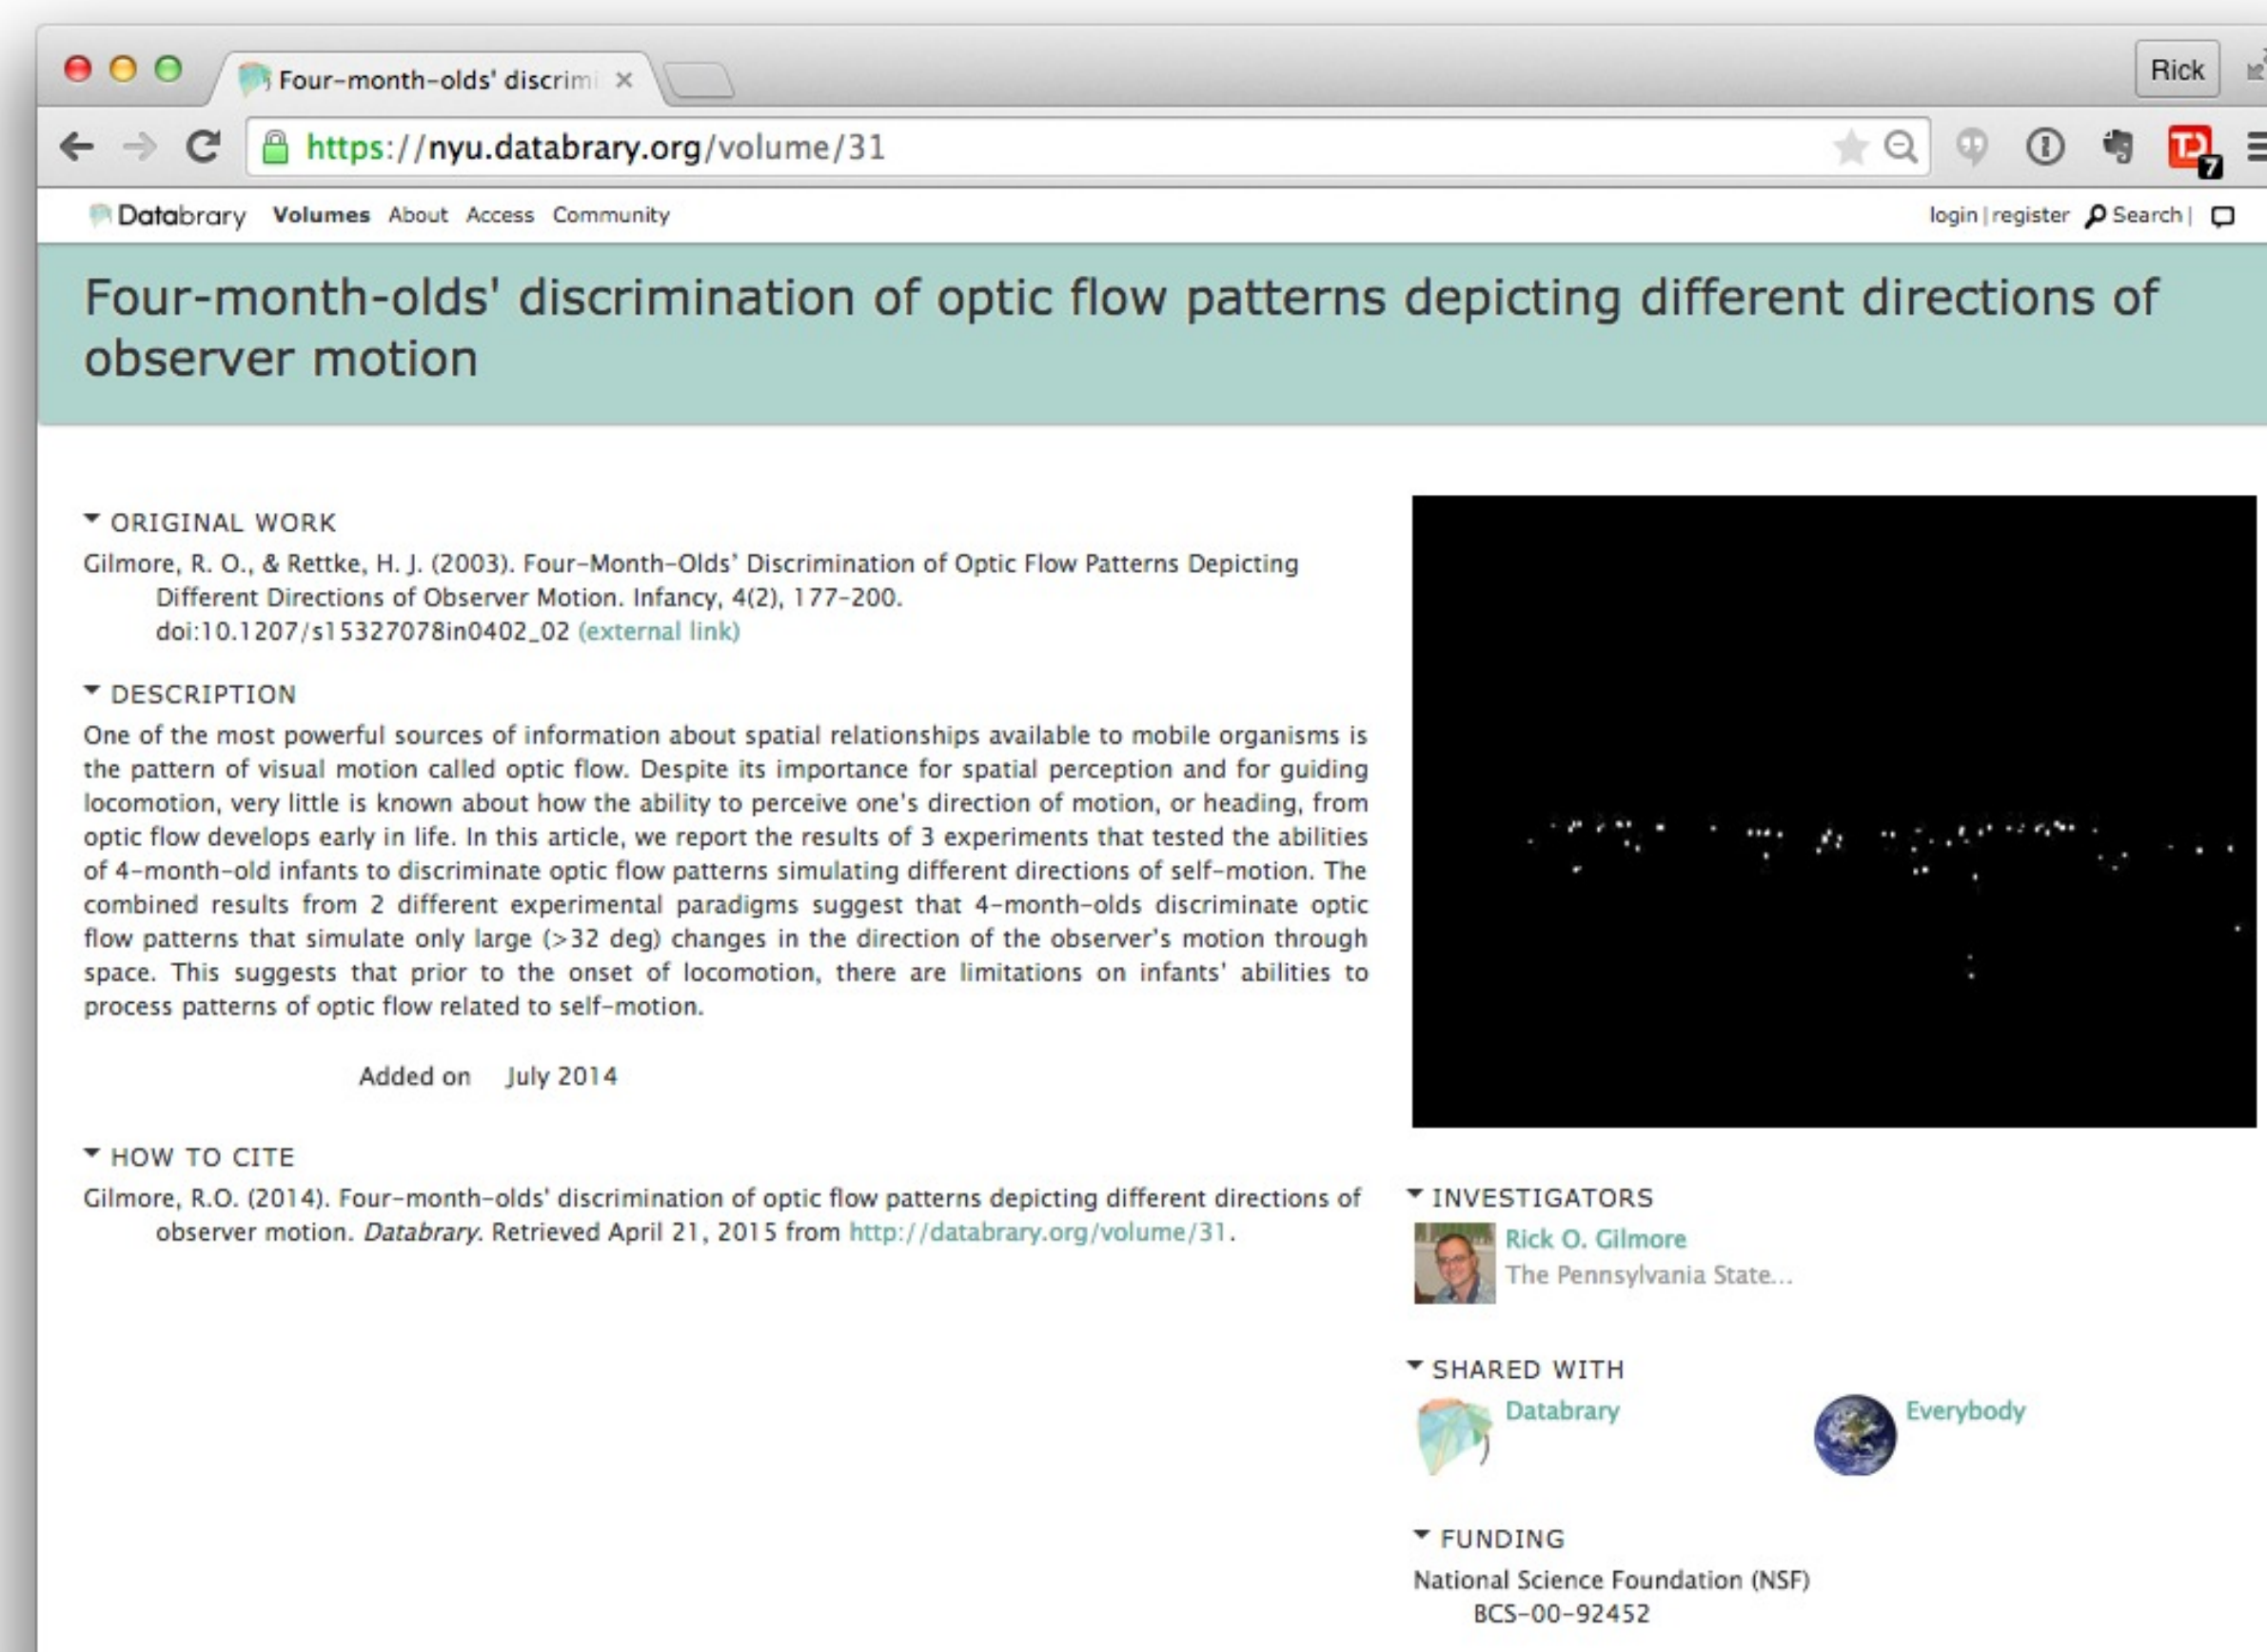 Four-month-olds' discrimi
Rick
https://nyu.databrary.org/volume/31
7
Databrary Volumes About Access Community
login | register Search |
Four-month-olds' discrimination of optic flow patterns depicting different directions of
observer motion
ORIGINAL WORK
Gilmore, R. O., & Rettke, H. J. (2003). Four-Month-Olds' Discrimination of Optic Flow Patterns Depicting
Different Directions of Observer Motion. Infancy, 4(2), 177-200.
doi:10.1207/s15327078in0402_02 (external link)
DESCRIPTION
One of the most powerful sources of information about spatial relationships available to mobile organisms is
the pattern of visual motion called optic flow. Despite its importance for spatial perception and for guiding
locomotion, very little is known about how the ability to perceive one's direction of motion, or heading, from
optic flow develops early in life. In this article, we report the results of 3 experiments that tested the abilities
of 4-month-old infants to discriminate optic flow patterns simulating different directions of self-motion. The
combined results from 2 different experimental paradigms suggest that 4-month-olds discriminate optic
flow patterns that simulate only large (>32 deg) changes in the direction of the observer's motion through
space. This suggests that prior to the onset of locomotion, there are limitations on infants' abilities to
process patterns of optic flow related to self-motion.
Added on July 2014
HOW TO CITE
Gilmore, R.O. (2014). Four-month-olds' discrimination of optic flow patterns depicting different directions of
observer motion. Databrary. Retrieved April 21, 2015 from http://databrary.org/volume/31.
INVESTIGATORS
Rick O. Gilmore
The Pennsylvania State...
SHARED WITH
Databrary
Everybody
FUNDING
National Science Foundation (NSF)
BCS-00-92452